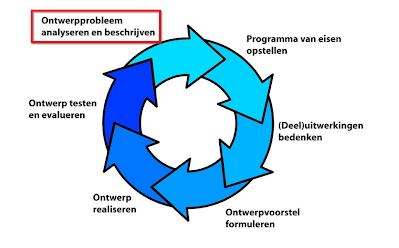 Ontwerpprobleem
analyseren en beschrijven
Programma van eisen
opstellen
(Deel)uitwerkingen
bedenken
Ontwerpvoorstel
formuleren
Ontwerp
realiseren
Ontwerp testen
en evalueren